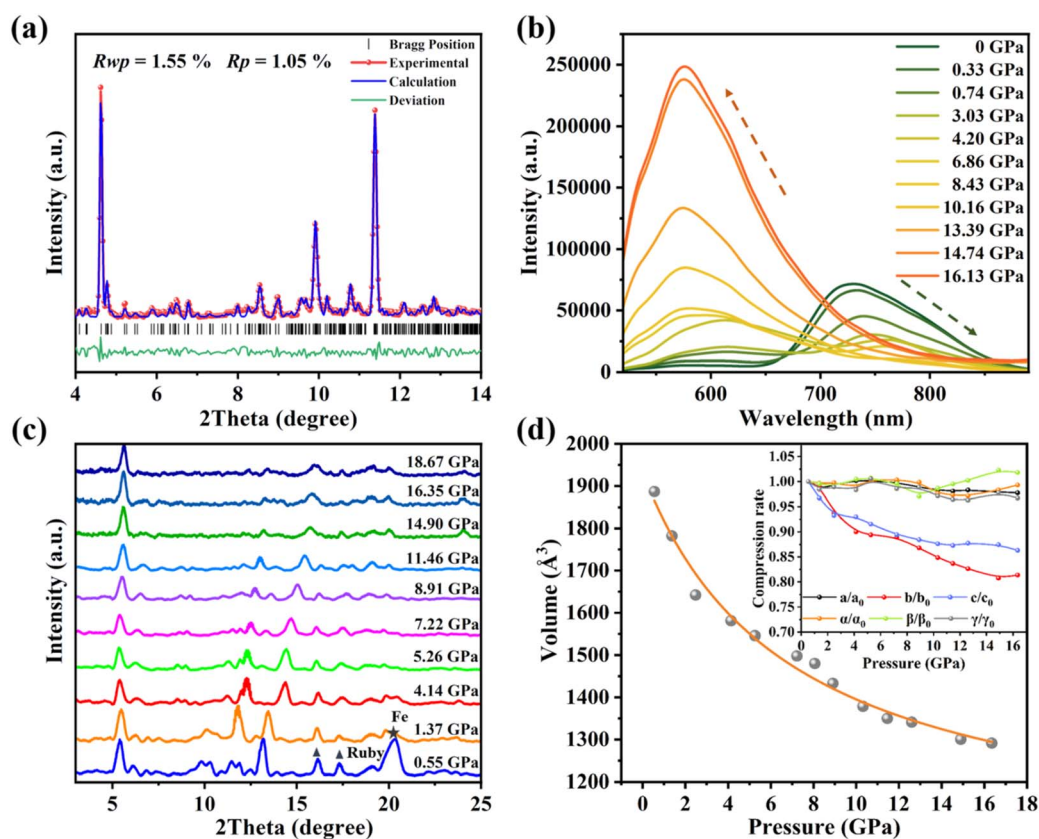 (a)
Rwp = 1.55 % Rp = 1.05 %
Bragg Position
Experimental
Calculation
Deviation
Intensity (a.u.)
4 6 8 10 12 14
2Theta (degree)
(b)
250000
200000
150000
100000
50000
0
Intensity (a.u.)
0 GPa
0.33 GPa
0.74 GPa
3.03 GPa
4.20 GPa
6.86 GPa
8.43 GPa
10.16 GPa
13.39 GPa
14.74 GPa
16.13 GPa
600 700 800
Wavelength (nm)
(c)
Intensity (a.u.)
18.67 GPa
16.35 GPa
14.90 GPa
11.46 GPa
8.91 GPa
7.22 GPa
5.26 GPa
4.14 GPa
Fe
1.37 GPa
Ruby
0.55 GPa
5 10 15 20 25
2Theta (degree)
(d)
2000
1900
1800
1700
1600
1500
1400
1300
1200
Volume (Å3)
1.05
1.00
0.95
0.90
0.85
0.80
0.75
0.70
Compression rate
a/a0 b/b0 c/c0
α/α0 β/β0 γ/γ0
0 2 4 6 8 10 12 14 16
Pressure (GPa)
0 2 4 6 8 10 12 14 16 18
Pressure (GPa)